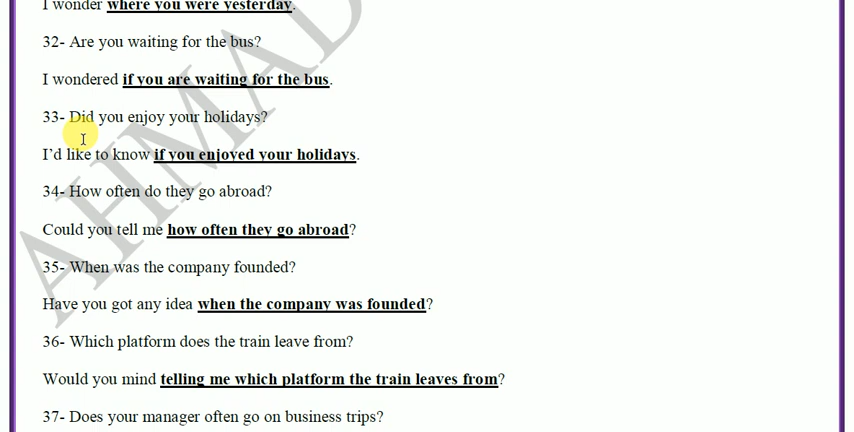 I wonder where you were yesterday.
32- Are you waiting for the bus?
I wondered if you are waiting for the bus.
33- Did you enjoy your holidays?
I'd like to know if you enjoyed your holidays.
34- How often do they go abroad?
Could you tell me how often they go abroad?
35- When was the company founded?
Have you got any idea when the company was founded?
36- Which platform does the train leave from?
Would you mind telling me which platform the train leaves from?
37- Does your manager often go on business trips?
AHMAD